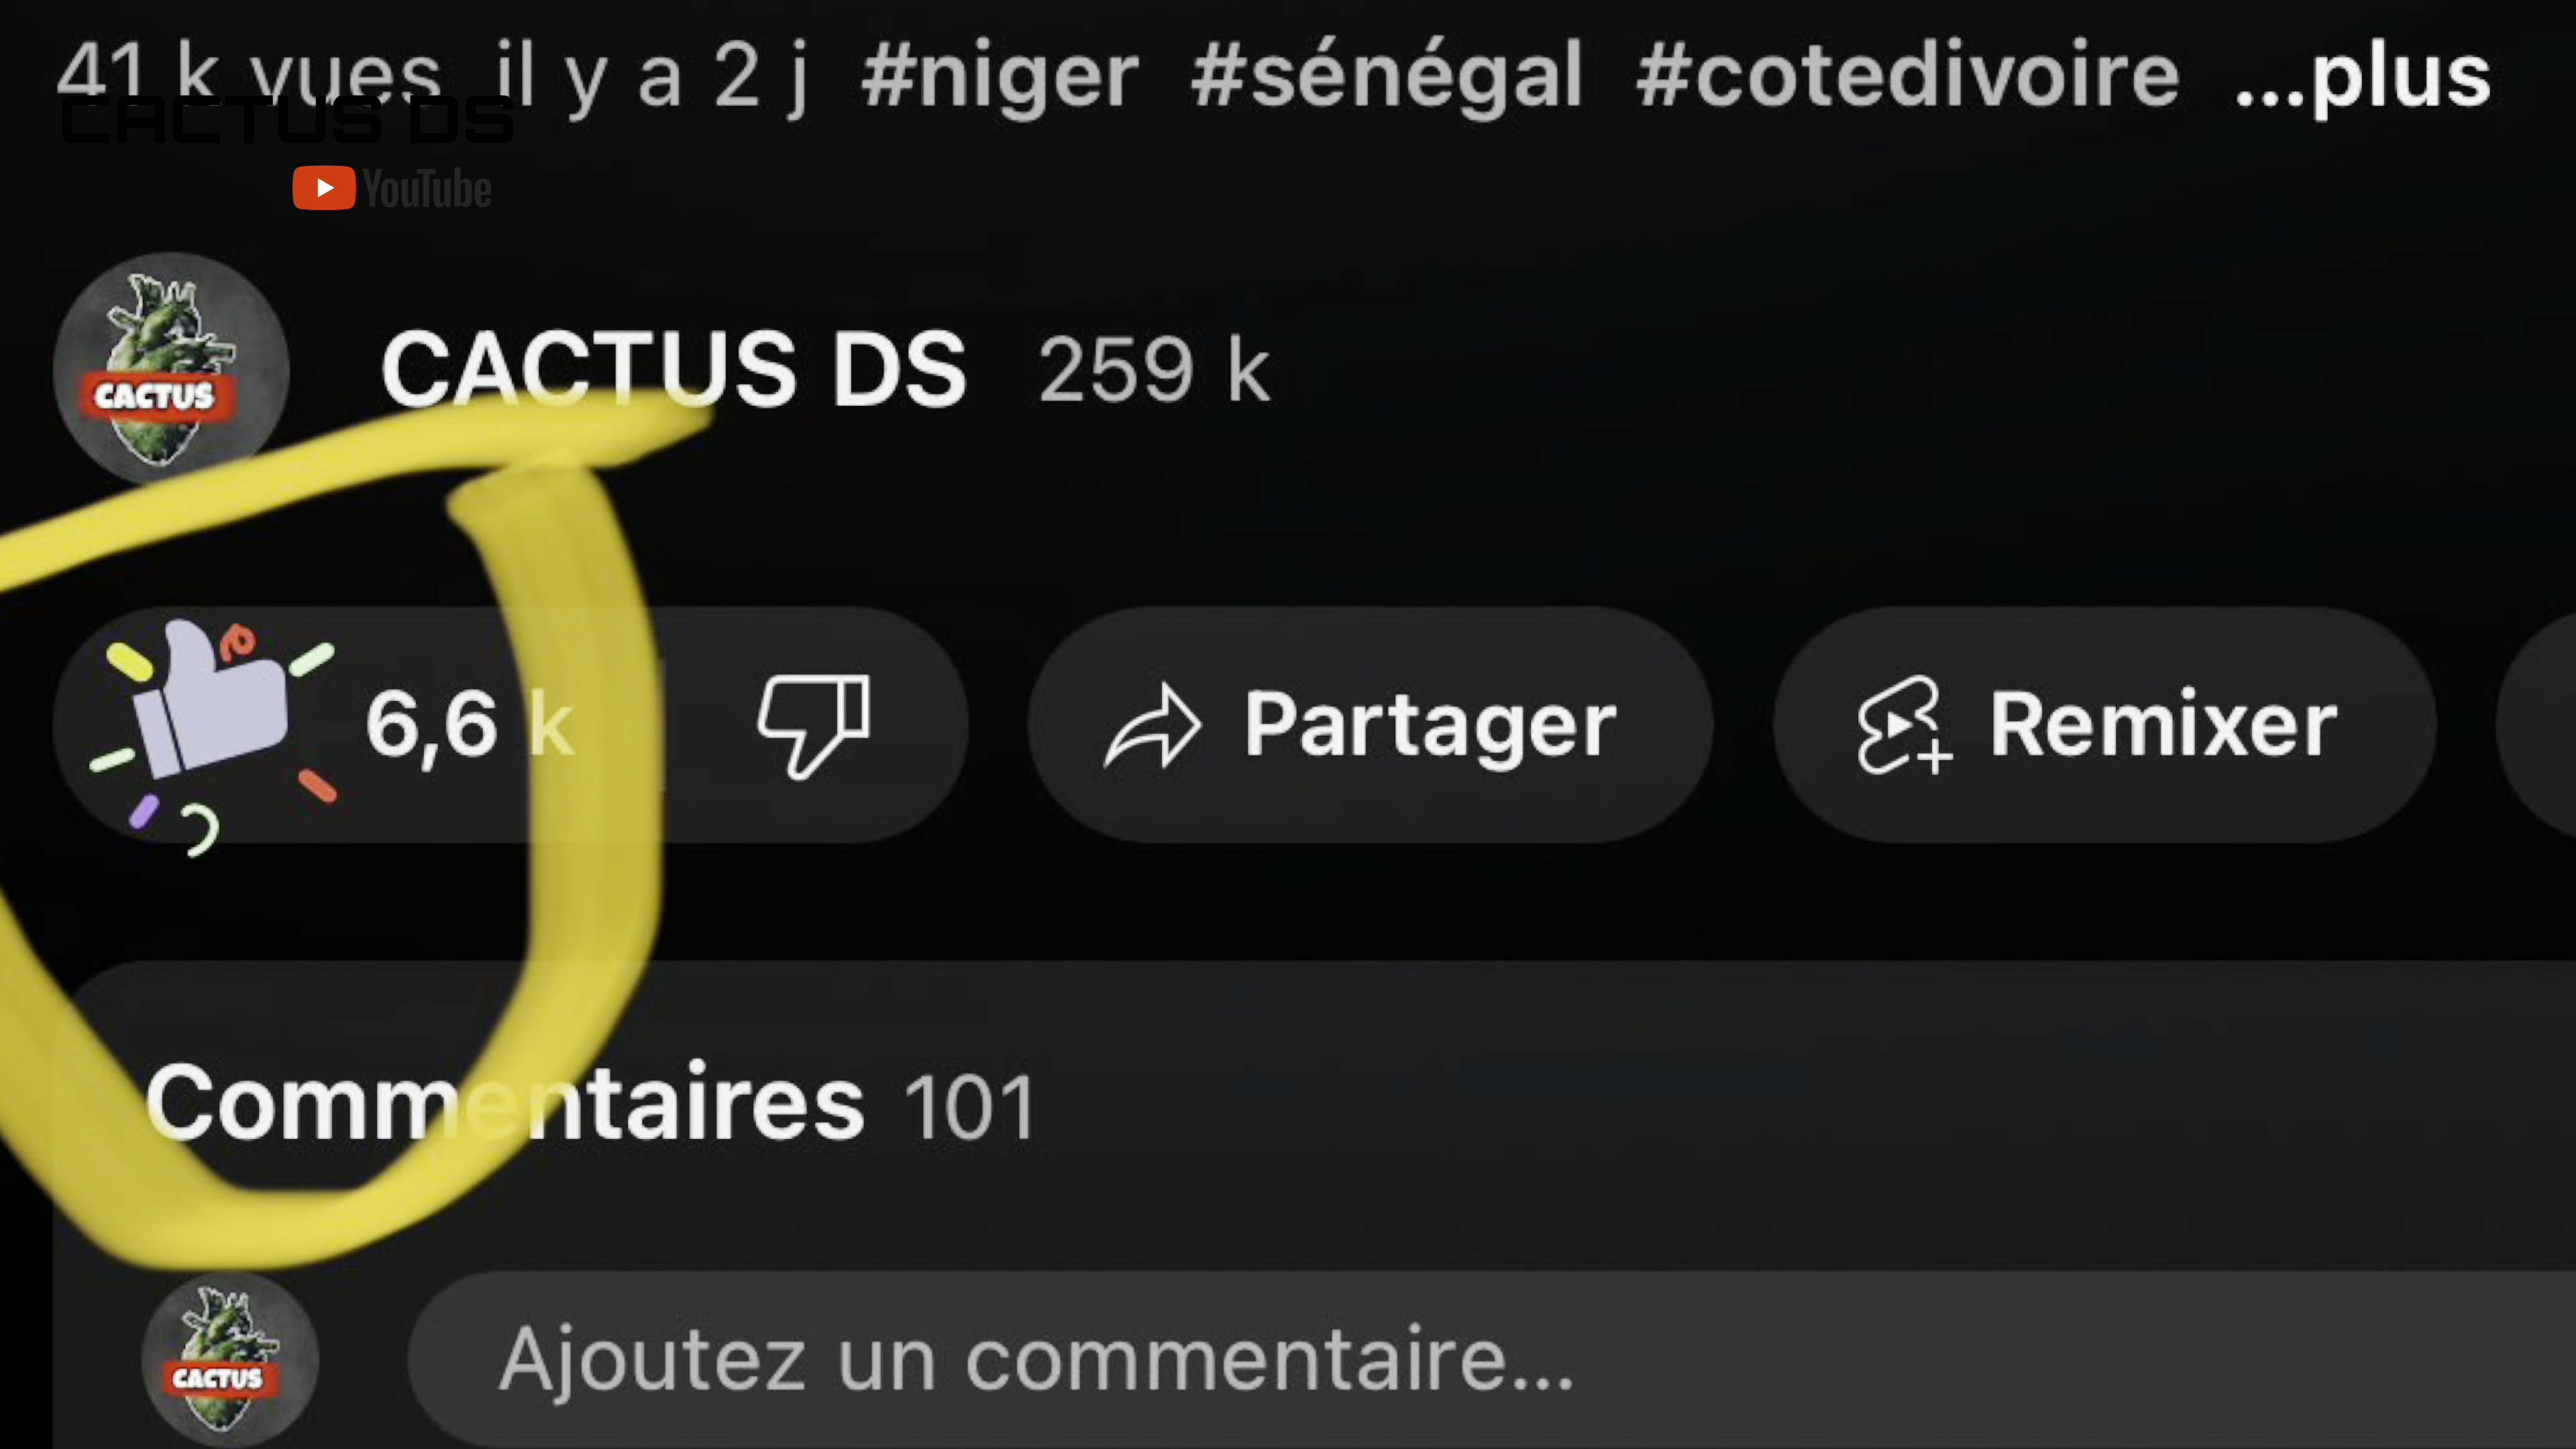 41 k vues il y a 2 j #niger #sénégal #cotedivoire ...plus
CACTUS DS
YouTube
CACTUS
CACTUS DS 259 k
6,6 k Partager Remixer
Commentaires 101
CACTUS
Ajoutez un commentaire...